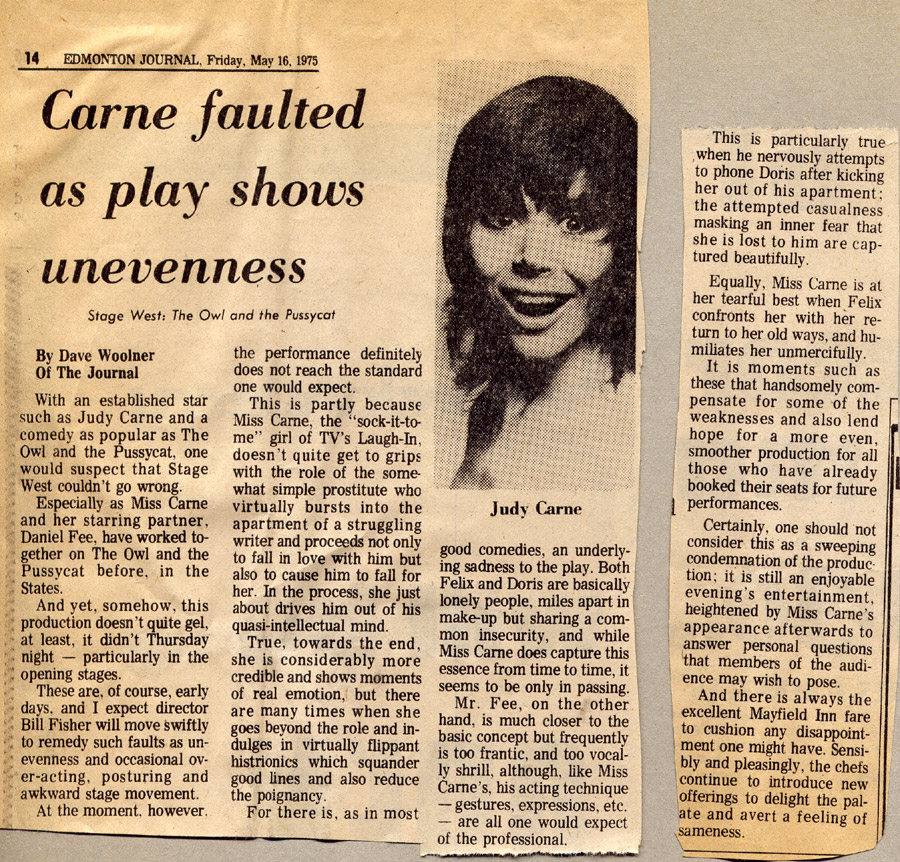 14 EDMONTON JOURNAL, Friday, May 16, 1975
Carne faulted
as play shows
unevenness
Stage West: The Owl and the Pussycat
By Dave Woolner
Of The Journal
With an established star
such as Judy Carne and a
comedy as popular as The
Owl and the Pussycat, one
would suspect that Stage
West couldn't go wrong.
Especially as Miss Carne
and her starring partner,
Daniel Fee, have worked to-
gether on The Owl and the
Pussycat before, in the
States.
And yet, somehow, this
production doesn't quite gel,
at least, it didn't Thursday
night — particularly in the
opening stages.
These are, of course, early
days, and I expect director
Bill Fisher will move swiftly
to remedy such faults as un-
evenness and occasional ov-
er-acting, posturing and
awkward stage movement.
At the moment, however,
the performance definitely
does not reach the standard
one would expect.
This is partly because
Miss Carne, the "sock-it-to-
me" girl of TV's Laugh-In,
doesn't quite get to grips
with the role of the some-
what simple prostitute who
virtually bursts into the
apartment of a struggling
writer and proceeds not only
to fall in love with him but
also to cause him to fall for
her. In the process, she just
about drives him out of his
quasi-intellectual mind.
True, towards the end,
she is considerably more
credible and shows moments
of real emotion, but there
are many times when she
goes beyond the role and in-
dulges in virtually flippant
histrionics which squander
good lines and also reduce
the poignancy.
For there is, as in most
Judy Carne
good comedies, an underly-
ing sadness to the play. Both
Felix and Doris are basically
lonely people, miles apart in
make-up but sharing a com-
mon insecurity, and while
Miss Carne does capture this
essence from time to time, it
seems to be only in passing.
Mr. Fee, on the other
hand, is much closer to the
basic concept but frequently
is too frantic, and too vocal-
ly shrill, although, like Miss
Carne's, his acting technique
— gestures, expressions, etc.
— are all one would expect
of the professional.
This is particularly true
when he nervously attempts
to phone Doris after kicking
her out of his apartment;
the attempted casualness
masking an inner fear that
she is lost to him are cap-
tured beautifully.
Equally, Miss Carne is at
her tearful best when Felix
confronts her with her re-
turn to her old ways, and hu-
miliates her unmercifully.
It is moments such as
these that handsomely com-
pensate for some of the
weaknesses and also lend
hope for a more even,
smoother production for all
those who have already
booked their seats for future
performances.
Certainly, one should not
consider this as a sweeping
condemnation of the produc-
tion; it is still an enjoyable
evening's entertainment,
heightened by Miss Carne's
appearance afterwards to
answer personal questions
that members of the audi-
ence may wish to pose.
And there is always the
excellent Mayfield Inn fare
to cushion any disappoint-
ment one might have. Sensi-
bly and pleasingly, the chefs
continue to introduce new
offerings to delight the pal-
ate and avert a feeling of
sameness.